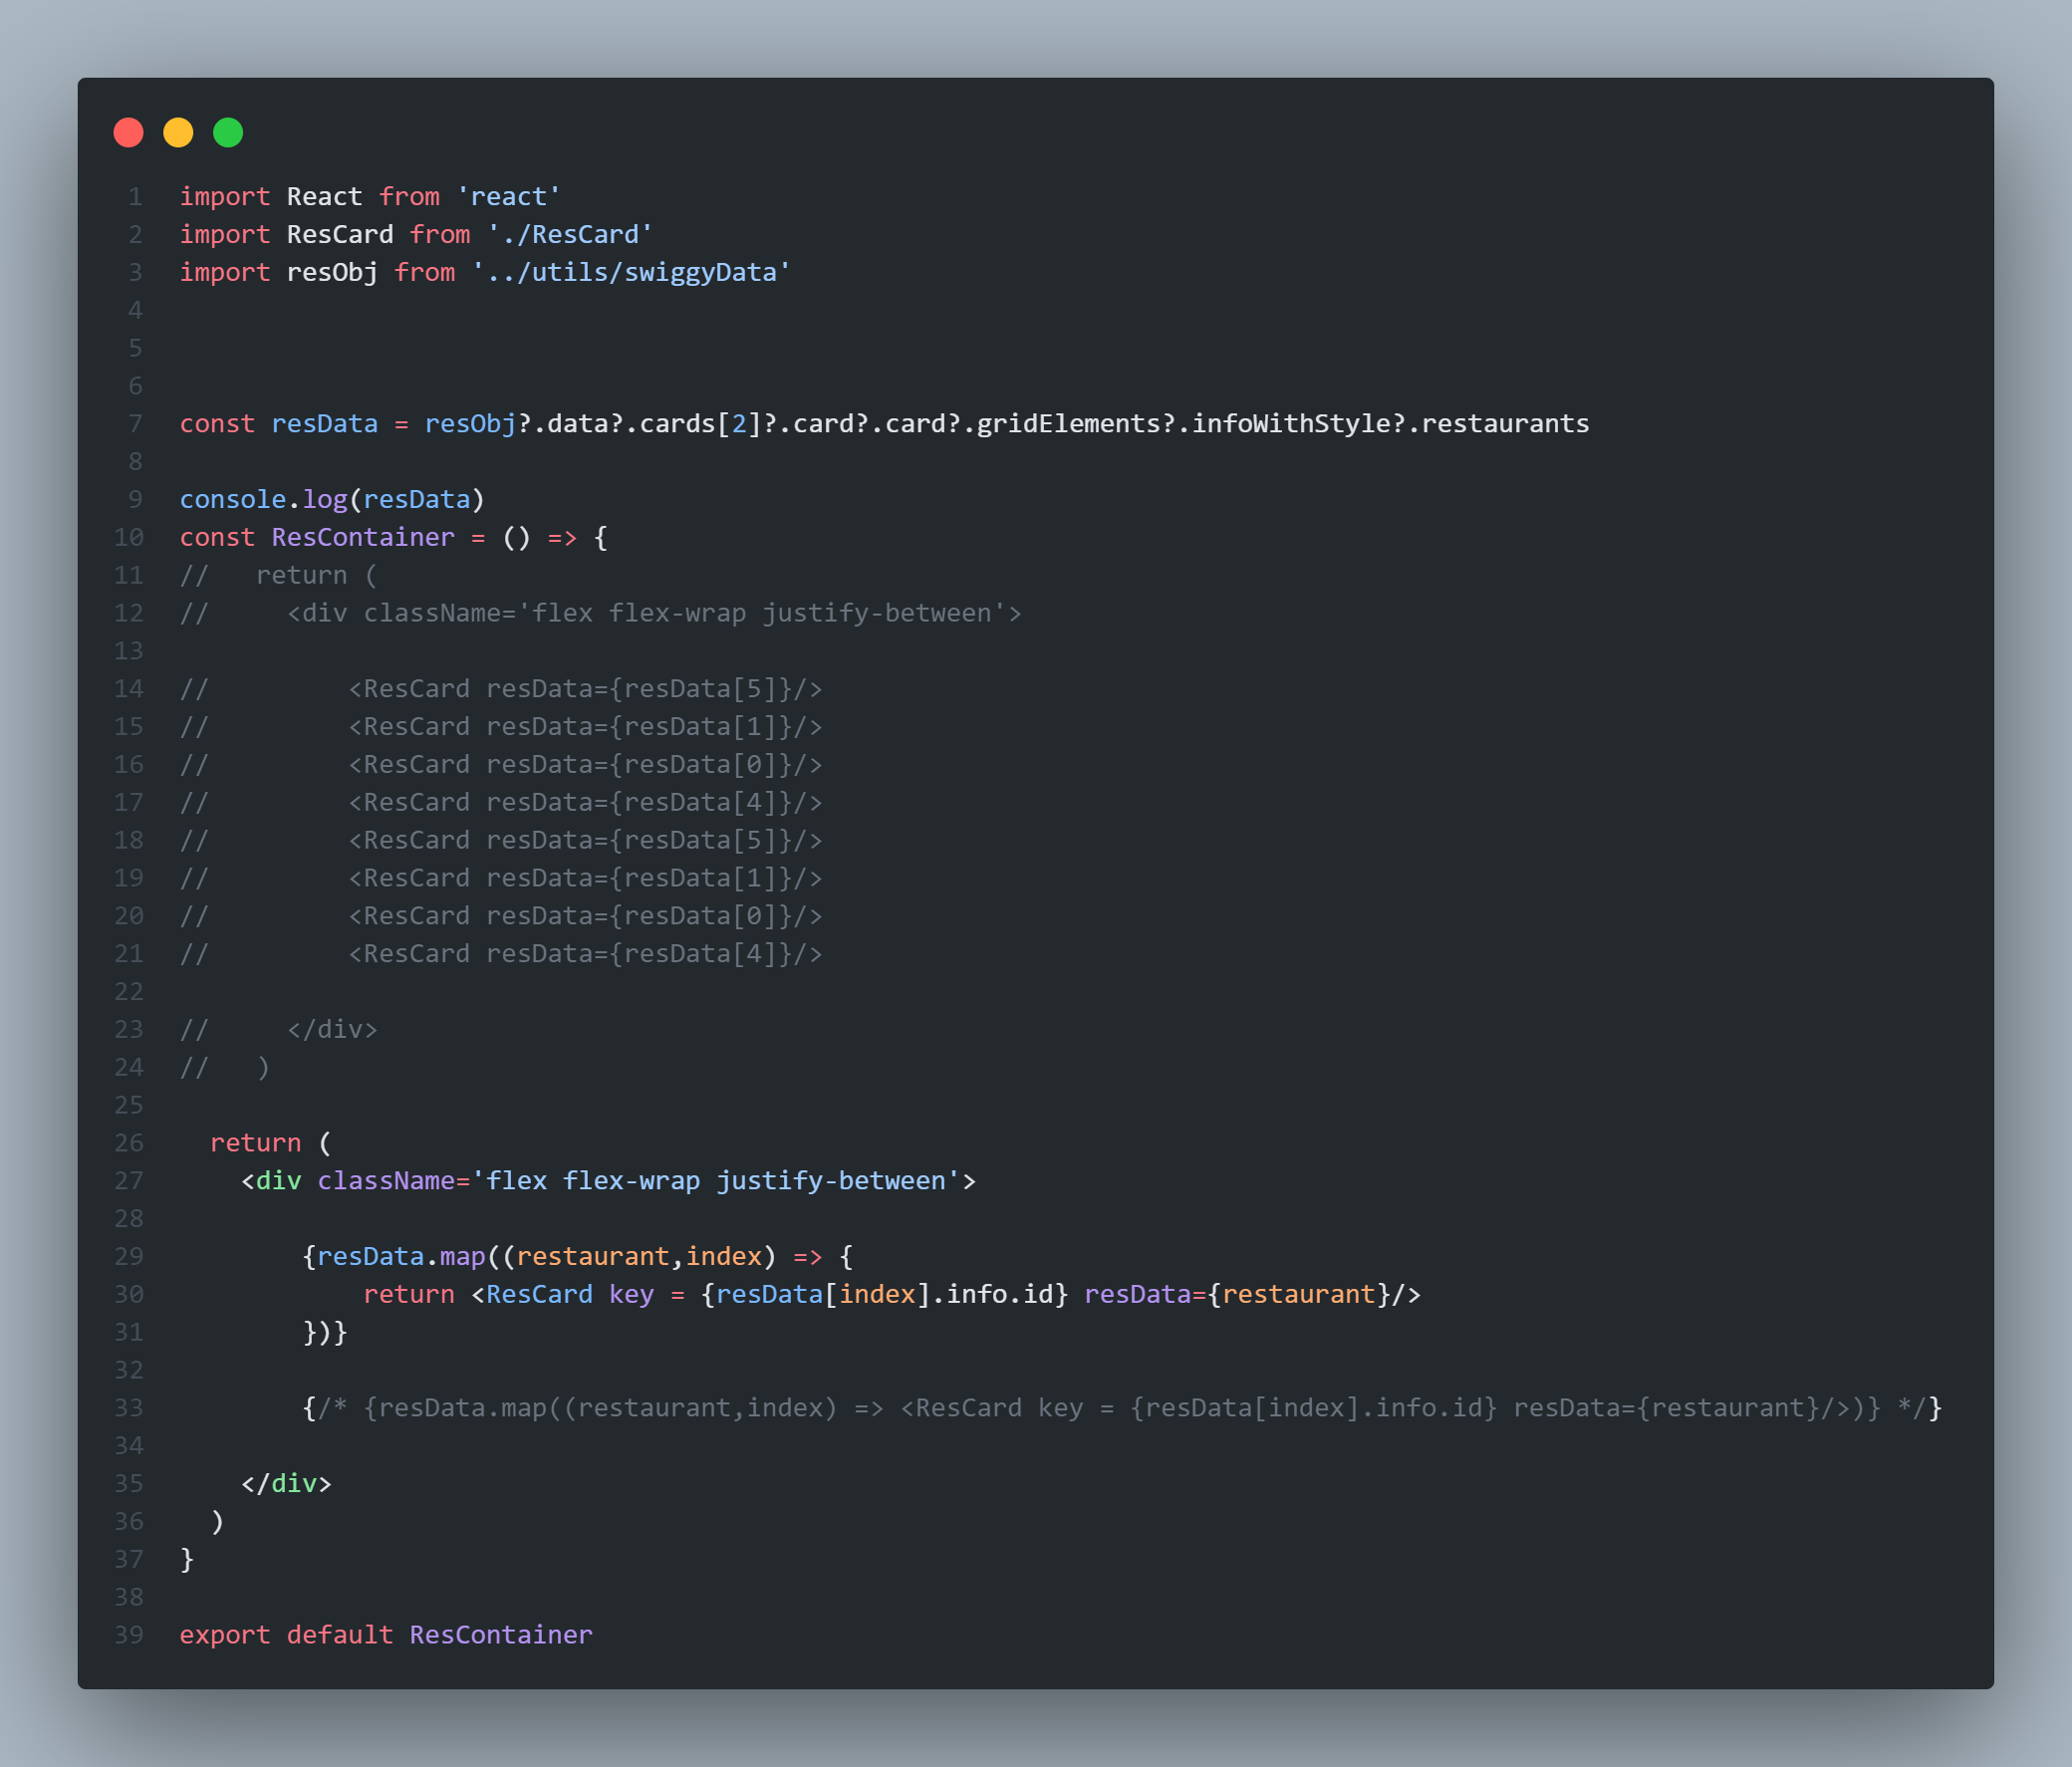 1 import React from 'react'
2 import ResCard from './ResCard'
3 import resObj from '../utils/swiggyData'
4
5
6
7 const resData = resObj?.data?.cards[2]?.card?.card?.gridElements?.infoWithStyle?.restaurants
8
9 console.log(resData)
10 const ResContainer = () => {
11 //   return (
12 //     <div className='flex flex-wrap justify-between'>
13
14 //         <ResCard resData={resData[5]}/>
15 //         <ResCard resData={resData[1]}/>
16 //         <ResCard resData={resData[0]}/>
17 //         <ResCard resData={resData[4]}/>
18 //         <ResCard resData={resData[5]}/>
19 //         <ResCard resData={resData[1]}/>
20 //         <ResCard resData={resData[0]}/>
21 //         <ResCard resData={resData[4]}/>
22
23 //     </div>
24 //   )
25
26   return (
27     <div className='flex flex-wrap justify-between'>
28
29         {resData.map((restaurant,index) => {
30             return <ResCard key = {resData[index].info.id} resData={restaurant}/>
31         })}
32
33         {/* {resData.map((restaurant,index) => <ResCard key = {resData[index].info.id} resData={restaurant}/>)} */}
34
35     </div>
36   )
37 }
38
39 export default ResContainer